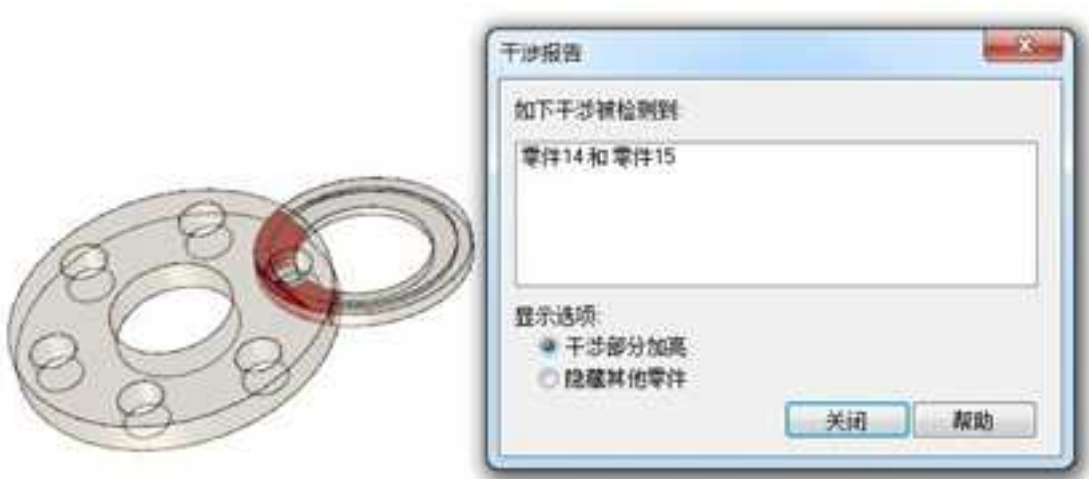 干涉报告
如下干涉被检测到:
零件14 和 零件15
显示选项:
干涉部分加亮
隐藏其他零件
关闭
帮助